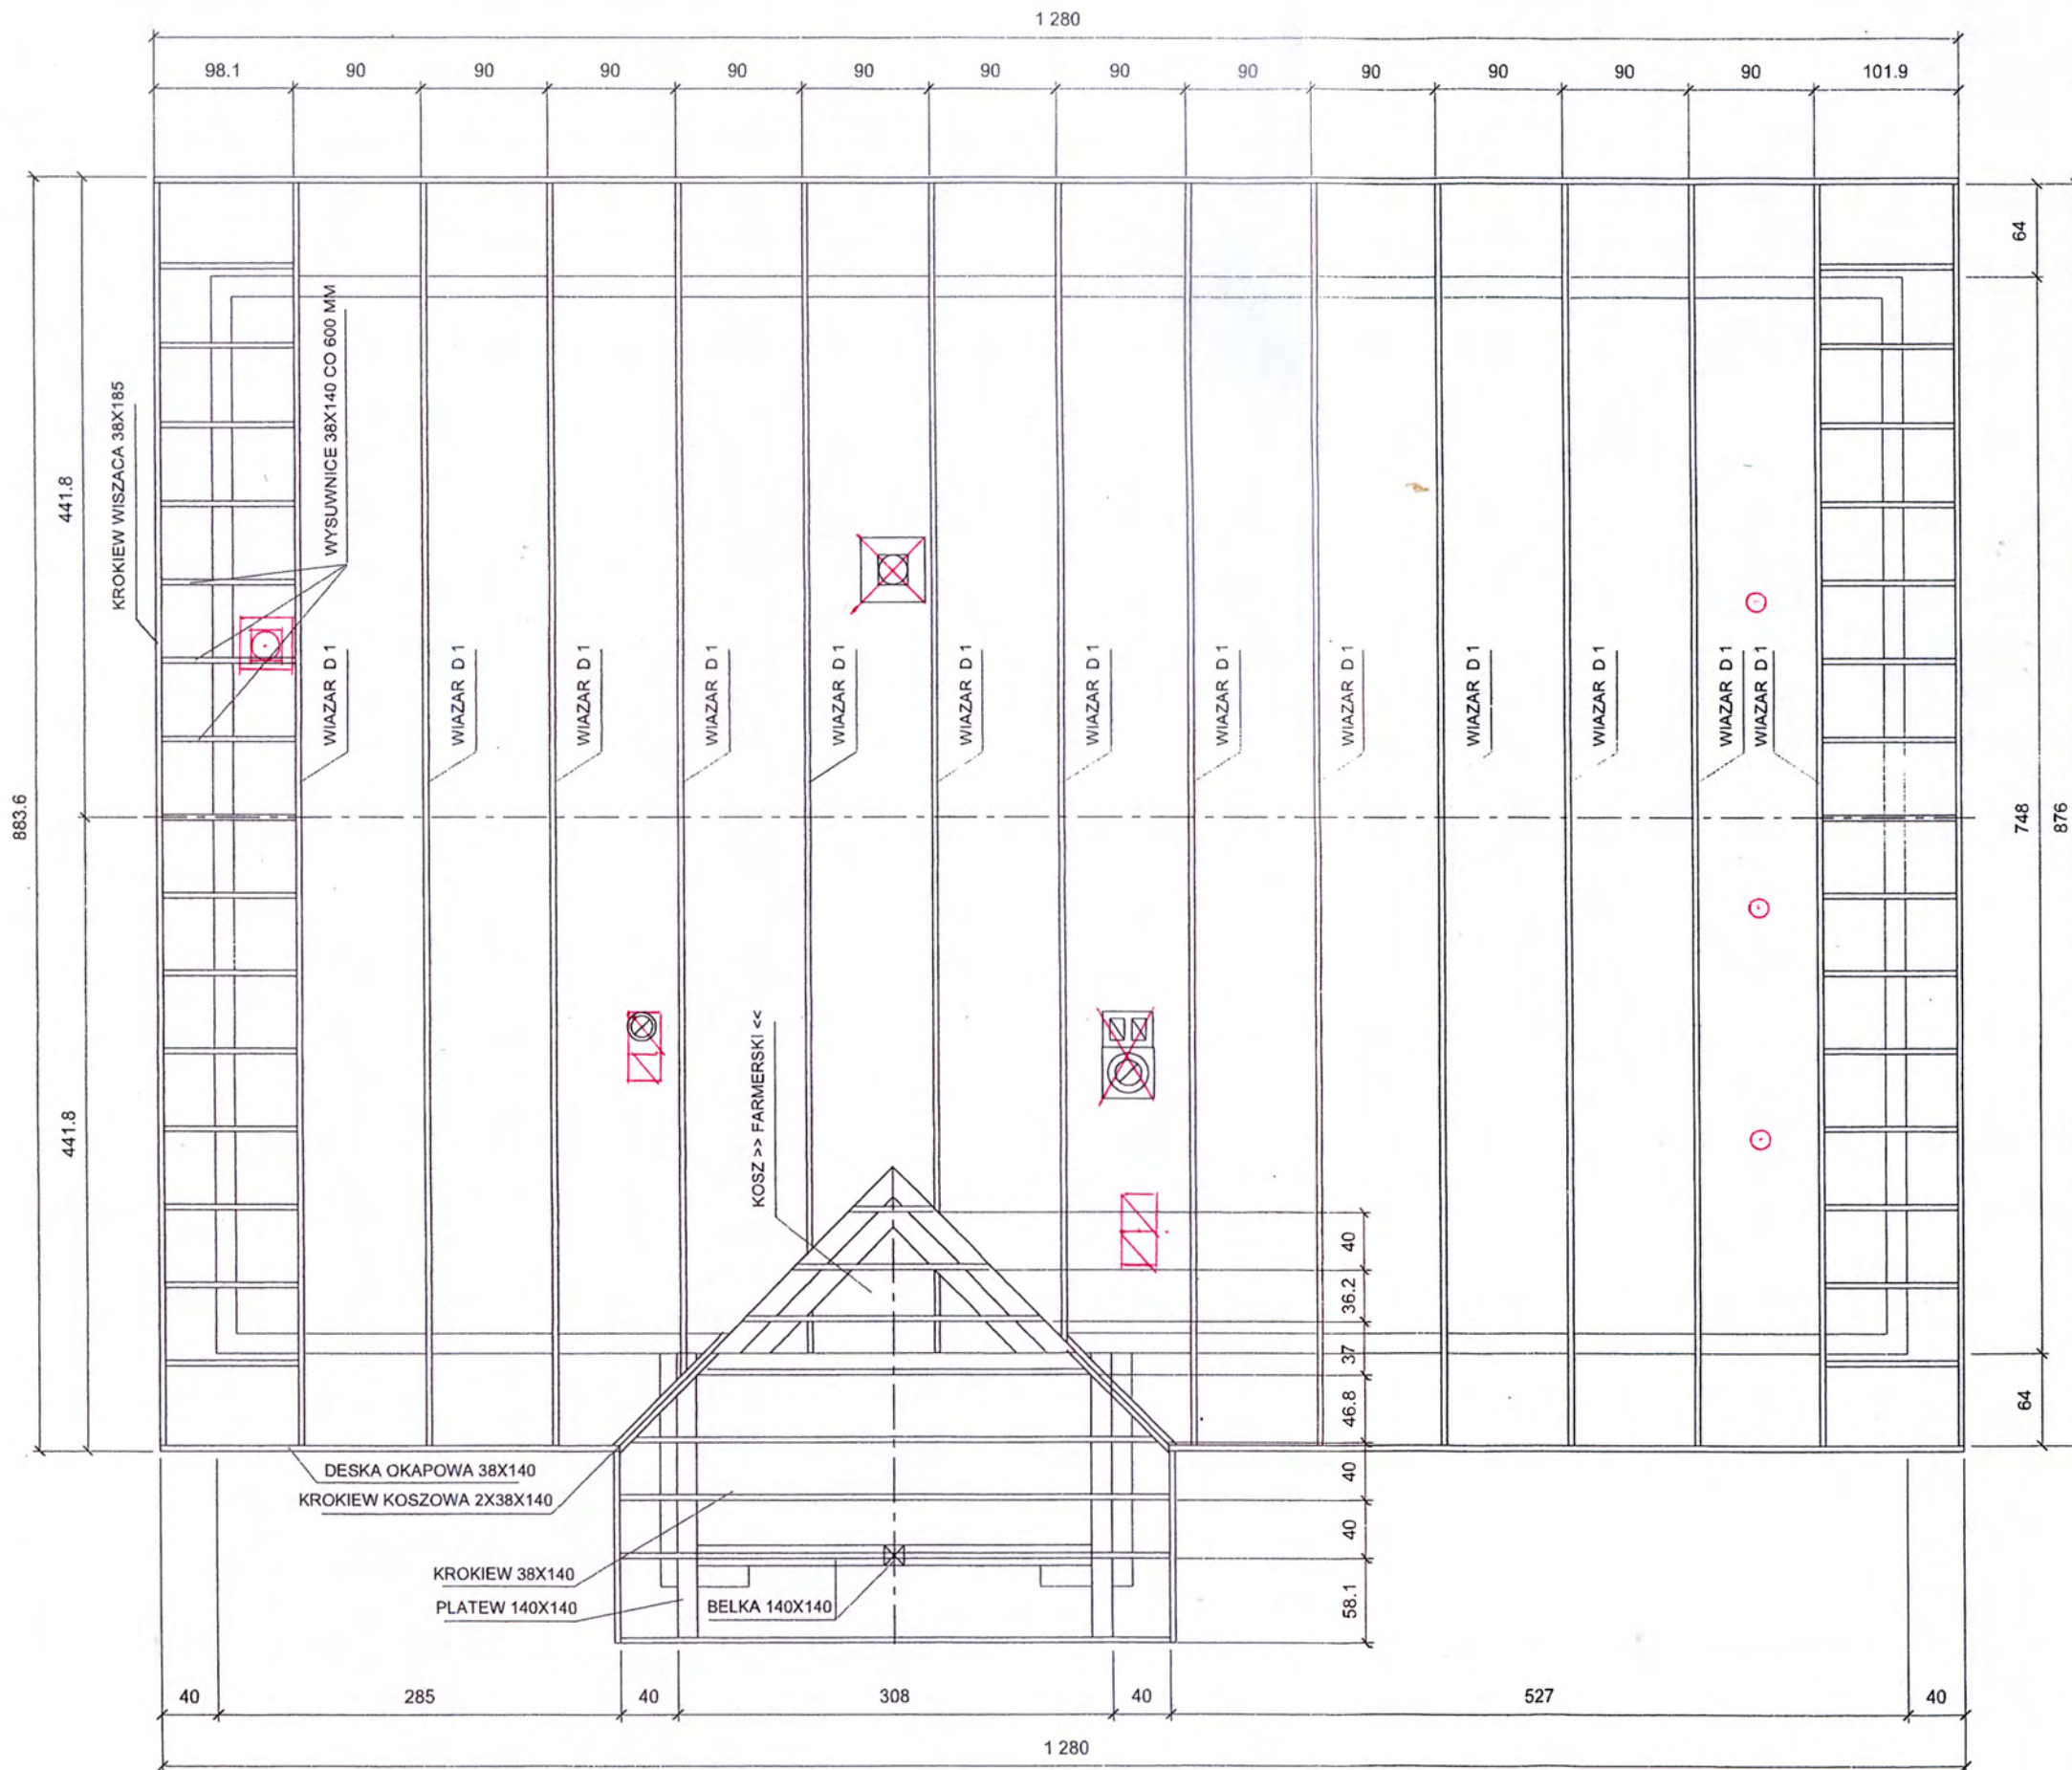 1 280
98.1 90 90 90 90 90 90 90 90 90 90 90 90 101.9
883.6
441.8
441.8
KROKIEW WISZACA 38X185
WYSUWNICE 38X140 CO 600 MM
WIAZAR D 1
WIAZAR D 1
WIAZAR D 1
WIAZAR D 1
WIAZAR D 1
WIAZAR D 1
WIAZAR D 1
WIAZAR D 1
WIAZAR D 1
WIAZAR D 1
WIAZAR D 1
WIAZAR D 1
WIAZAR D 1
64
748
876
64
KOSZ >> FARMERSKI <<
40
36.2
37
46.8
40
40
58.1
DESKA OKAPOWA 38X140
KROKIEW KOSZOWA 2X38X140
KROKIEW 38X140
PLATEW 140X140
BELKA 140X140
40 285 40 308 40 527 40
1 280